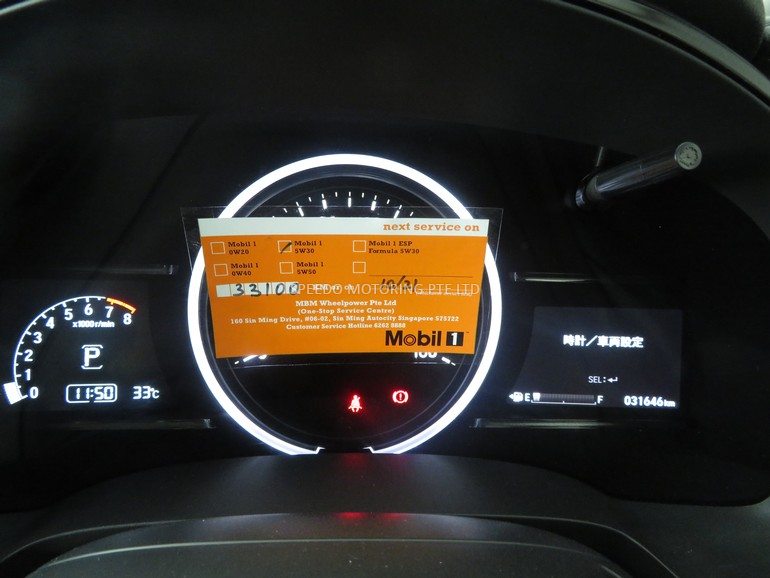 next service on
Mobil 1 0W20
Mobil 1 5W30
Mobil 1 ESP Formula 5W30
Mobil 1 0W40
Mobil 1 5W50
33100
12/21
SPEEDO MOTORING PTE LTD
MBM Wheelpower Pte Ltd
(One-Stop Service Centre)
160 Sin Ming Drive, #06-02, Sin Ming Autocity Singapore 575722
Customer Service Hotline 6262 8888
Mobil 1
8
7
6
5
4
3
2
1
0
x1000r/min
P
11:50 33℃
160
時計/車両設定
SEL:↵
E F 031646km